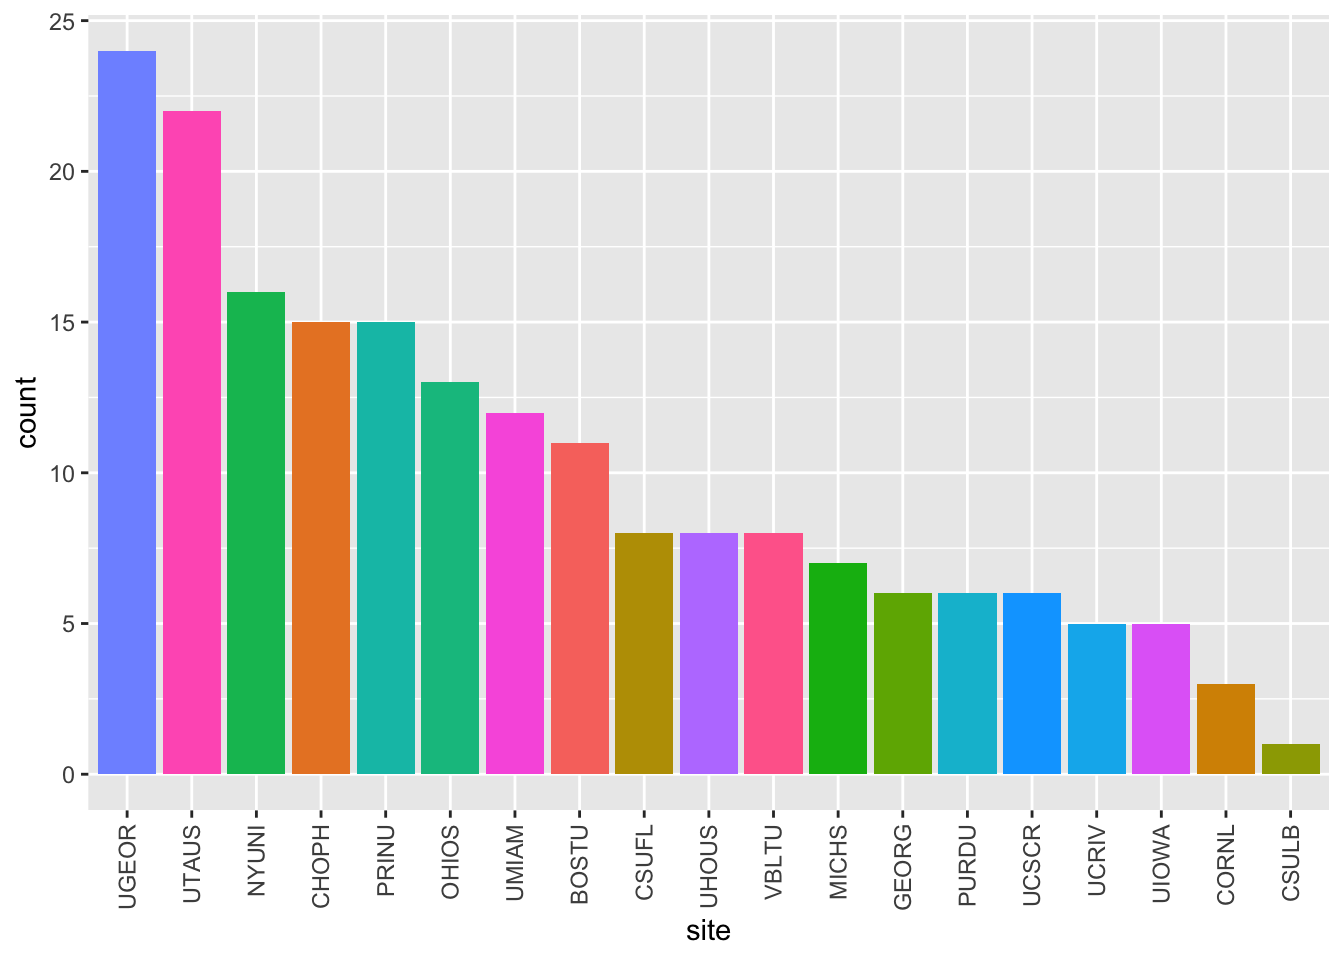 25
20
15
10
5
0
count
UGEOR
UTAUS
NYUNI
CHOPH
PRINU
OHIOS
UMIAM
BOSTU
CSUFL
UHOUS
VBLTU
MICHS
GEORG
PURDU
UCSCR
UCRIV
UIOWA
CORNL
CSULB
site